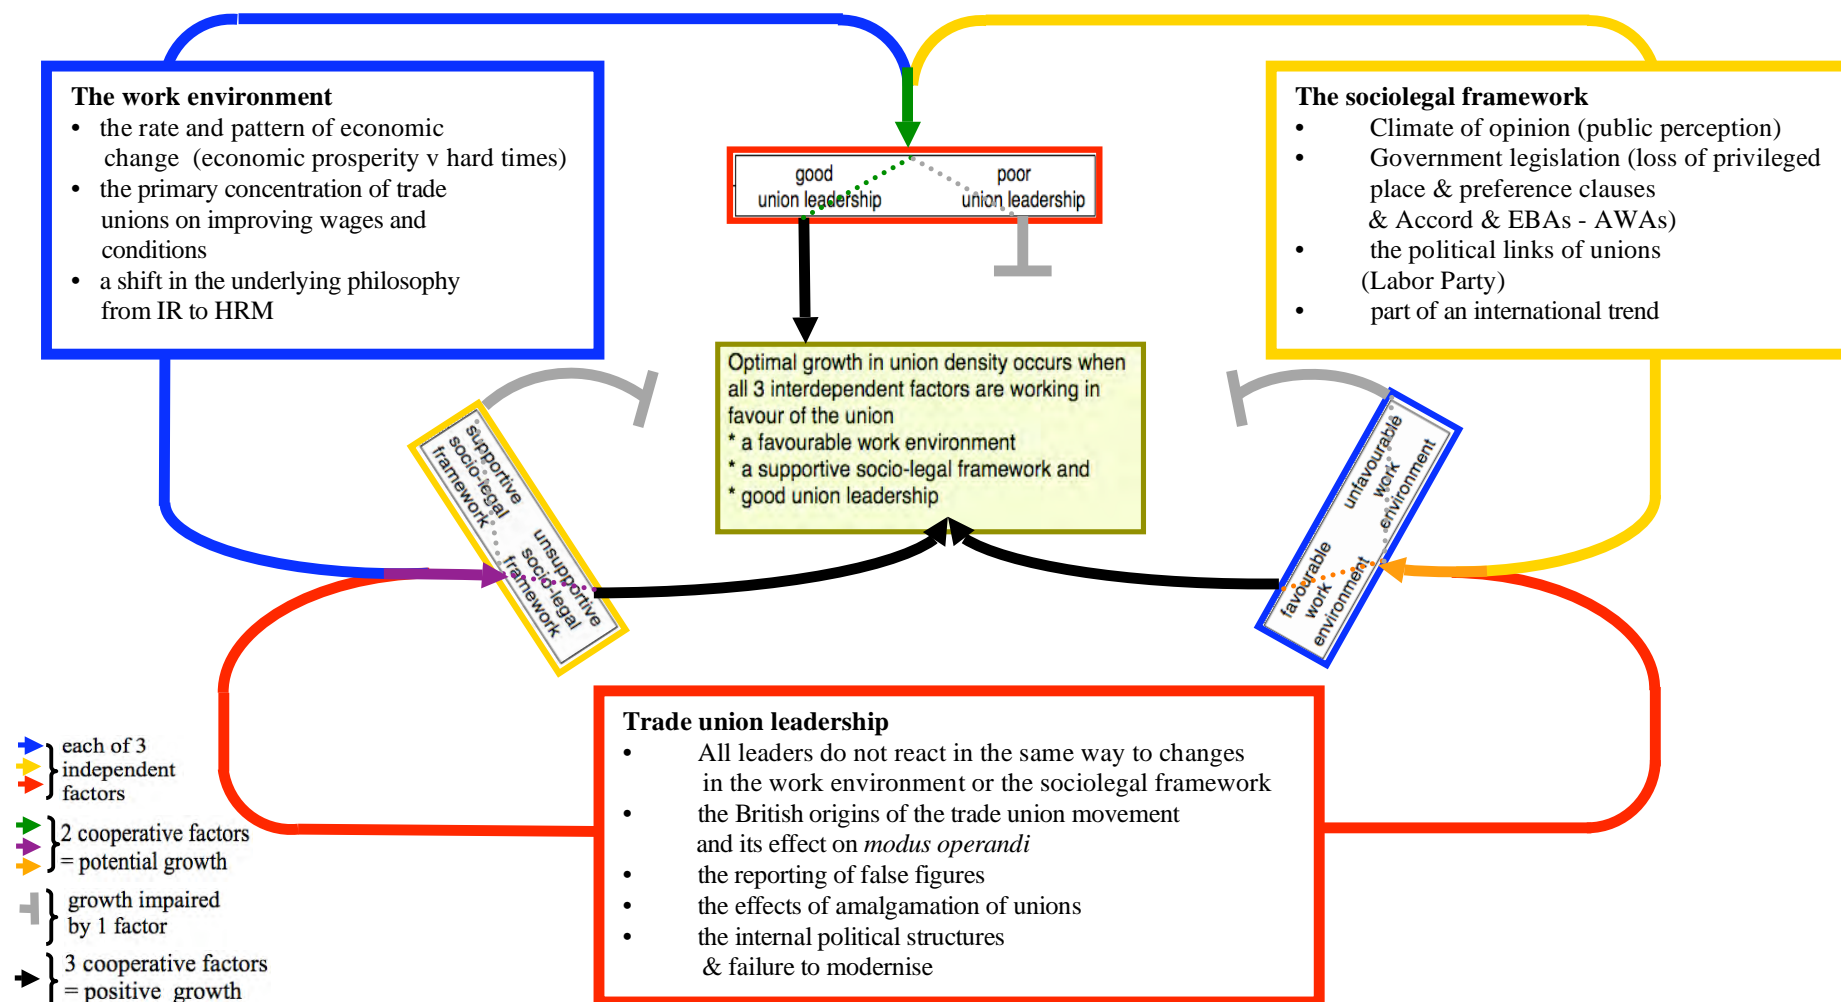 The work environment
• the rate and pattern of economic
change (economic prosperity v hard times)
• the primary concentration of trade
unions on improving wages and
conditions
• a shift in the underlying philosophy
from IR to HRM
good
union leadership
poor
union leadership
The sociolegal framework
• Climate of opinion (public perception)
• Government legislation (loss of privileged
place & preference clauses
& Accord & EBAs - AWAs)
• the political links of unions
(Labor Party)
• part of an international trend
Optimal growth in union density occurs when
all 3 interdependent factors are working in
favour of the union
* a favourable work environment
* a supportive socio-legal framework and
* good union leadership
supportive
socio-legal
framework
unsupportive
socio-legal
framework
unfavourable
work
environment
favourable
work
environment
Trade union leadership
• All leaders do not react in the same way to changes
in the work environment or the sociolegal framework
• the British origins of the trade union movement
and its effect on modus operandi
• the reporting of false figures
• the effects of amalgamation of unions
• the internal political structures
& failure to modernise
each of 3
independent
factors
2 cooperative factors
= potential growth
growth impaired
by 1 factor
3 cooperative factors
= positive growth